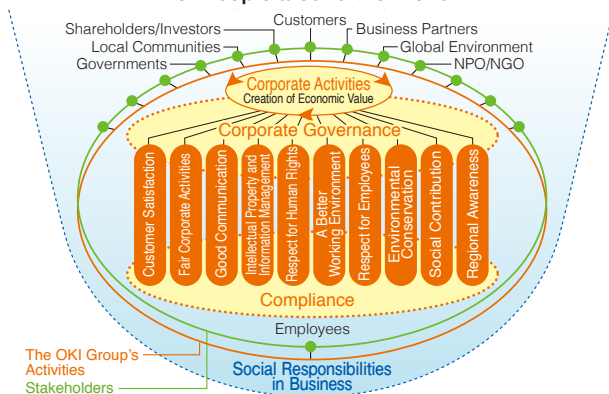 Customers
Shareholders/Investors
Business Partners
Local Communities
Global Environment
Governments
NPO/NGO
Corporate Activities
Creation of Economic Value
Corporate Governance
Customer Satisfaction
Fair Corporate Activities
Good Communication
Intellectual Property and
Information Management
Respect for Human Rights
A Better
Working Environment
Respect for Employees
Environmental
Conservation
Social Contribution
Regional Awareness
Compliance
Employees
The OKI Group's
Activities
Stakeholders
Social Responsibilities
in Business